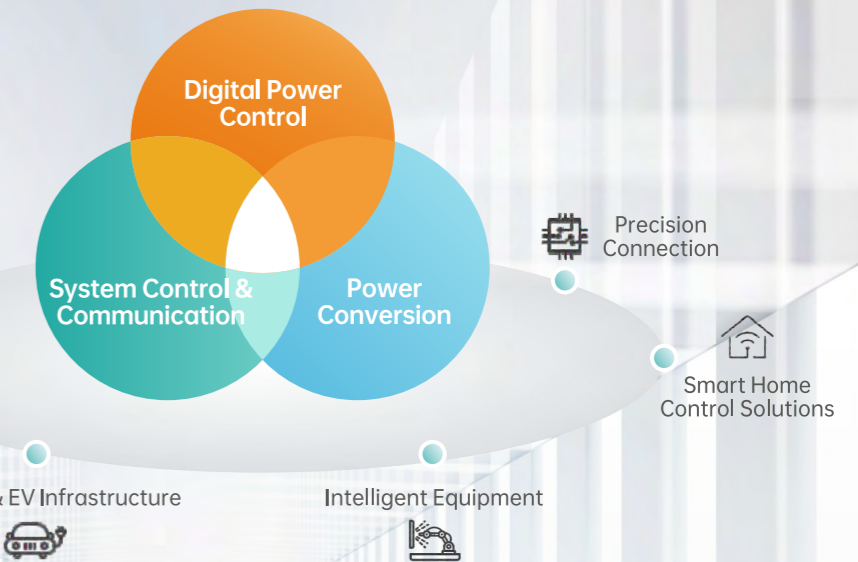 Digital Power
Control
System Control &
Communication
Power
Conversion
Precision
Connection
Smart Home
Control Solutions
& EV Infrastructure
Intelligent Equipment